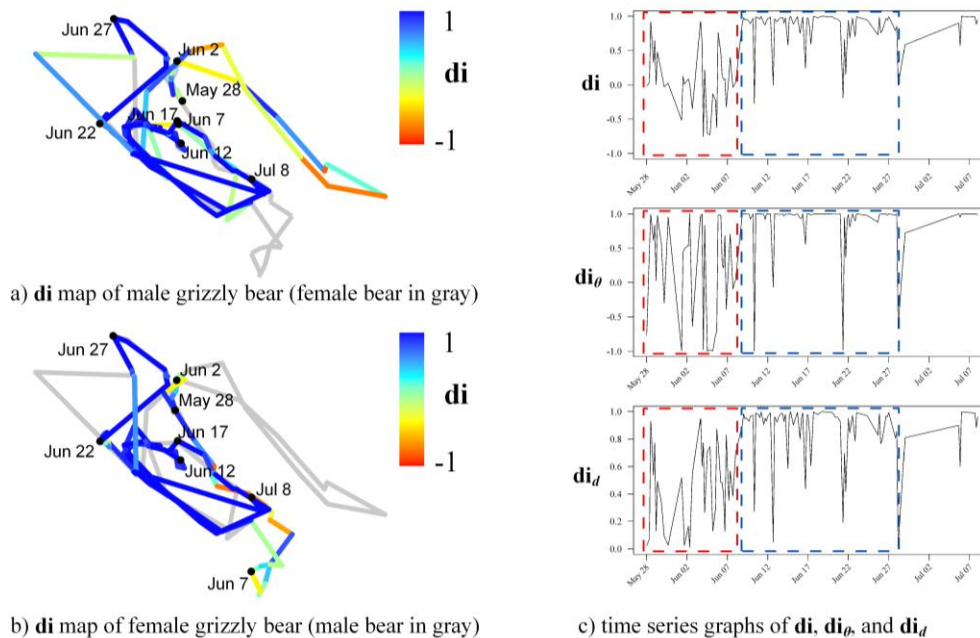 Jun 27
Jun 2
May 28
Jun 17
Jun 7
Jun 22
Jun 12
Jul 8
1
di
-1
a) di map of male grizzly bear (female bear in gray)
Jun 27
Jun 2
May 28
Jun 17
Jun 22
Jun 12
Jul 8
Jun 7
1
di
-1
b) di map of female grizzly bear (male bear in gray)
di
1.0
0.5
0.0
-0.5
-1.0
May 28 Jun 02 Jun 07 Jun 12 Jun 17 Jun 22 Jun 27 Jul 02 Jul 07
diθ
1.0
0.5
0.0
-0.5
-1.0
May 28 Jun 02 Jun 07 Jun 12 Jun 17 Jun 22 Jun 27 Jul 02 Jul 07
did
1.0
0.8
0.6
0.4
0.2
0.0
May 28 Jun 02 Jun 07 Jun 12 Jun 17 Jun 22 Jun 27 Jul 02 Jul 07
c) time series graphs of di, diθ, and did